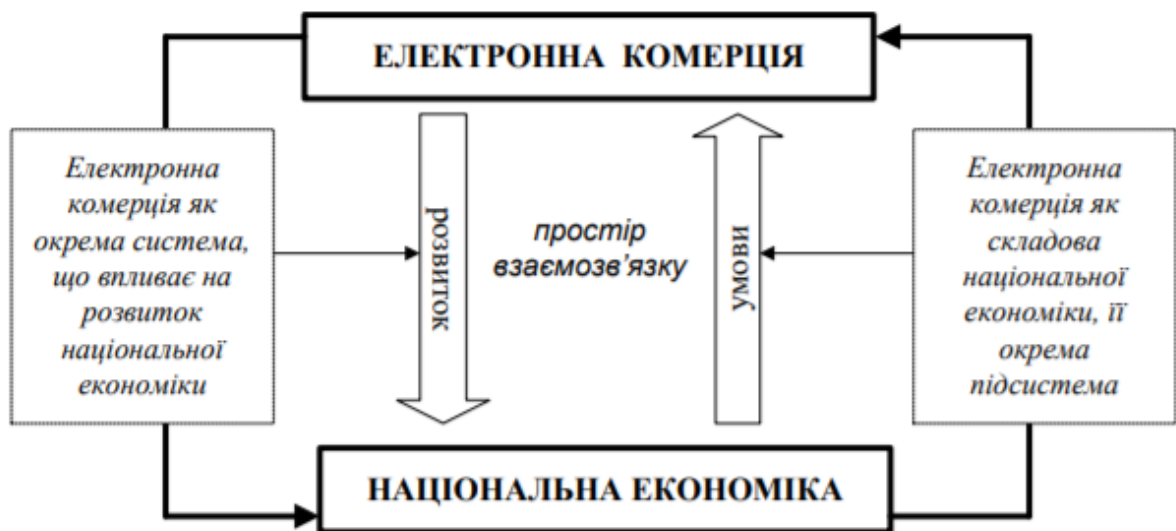 ЕЛЕКТРОННА КОМЕРЦІЯ
Електронна
комерція як
окрема система,
що впливає на
розвиток
національної
економіки
розвиток
простір
взаємозв’язку
умови
Електронна
комерція як
складова
національної
економіки, її
окрема
підсистема
НАЦІОНАЛЬНА ЕКОНОМІКА